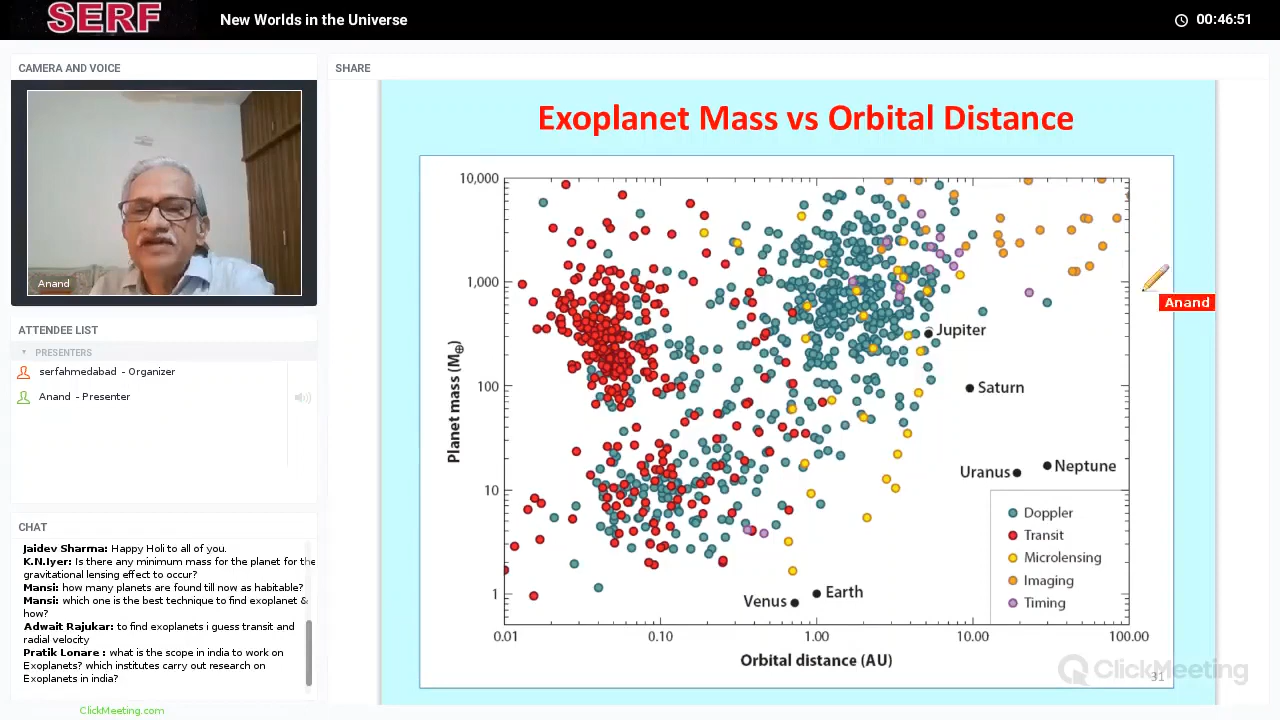 SERF
New Worlds in the Universe
00:46:51
CAMERA AND VOICE
Anand
ATTENDEE LIST
PRESENTERS
serfahmedabad - Organizer
Anand - Presenter
CHAT
Jaidev Sharma: Happy Holi to all of you.
K.N.Iyer: Is there any minimum mass for the planet for the
gravitational lensing effect to occur?
Mansi: how many planets are found till now as habitable?
Mansi: which one is the best technique to find exoplanet &
how?
Adwait Rajukar: to find exoplanets i guess transit and
radial velocity
Pratik Lonare : what is the scope in india to work on
Exoplanets? which institutes carry out research on
Exoplanets in india?
ClickMeeting.com
SHARE
Exoplanet Mass vs Orbital Distance
10,000
1,000
100
10
1
Planet mass (M⊕)
Jupiter
Saturn
Uranus
Neptune
Venus
Earth
Doppler
Transit
Microlensing
Imaging
Timing
0.01
0.10
1.00
10.00
100.00
Orbital distance (AU)
Anand
ClickMeeting
31